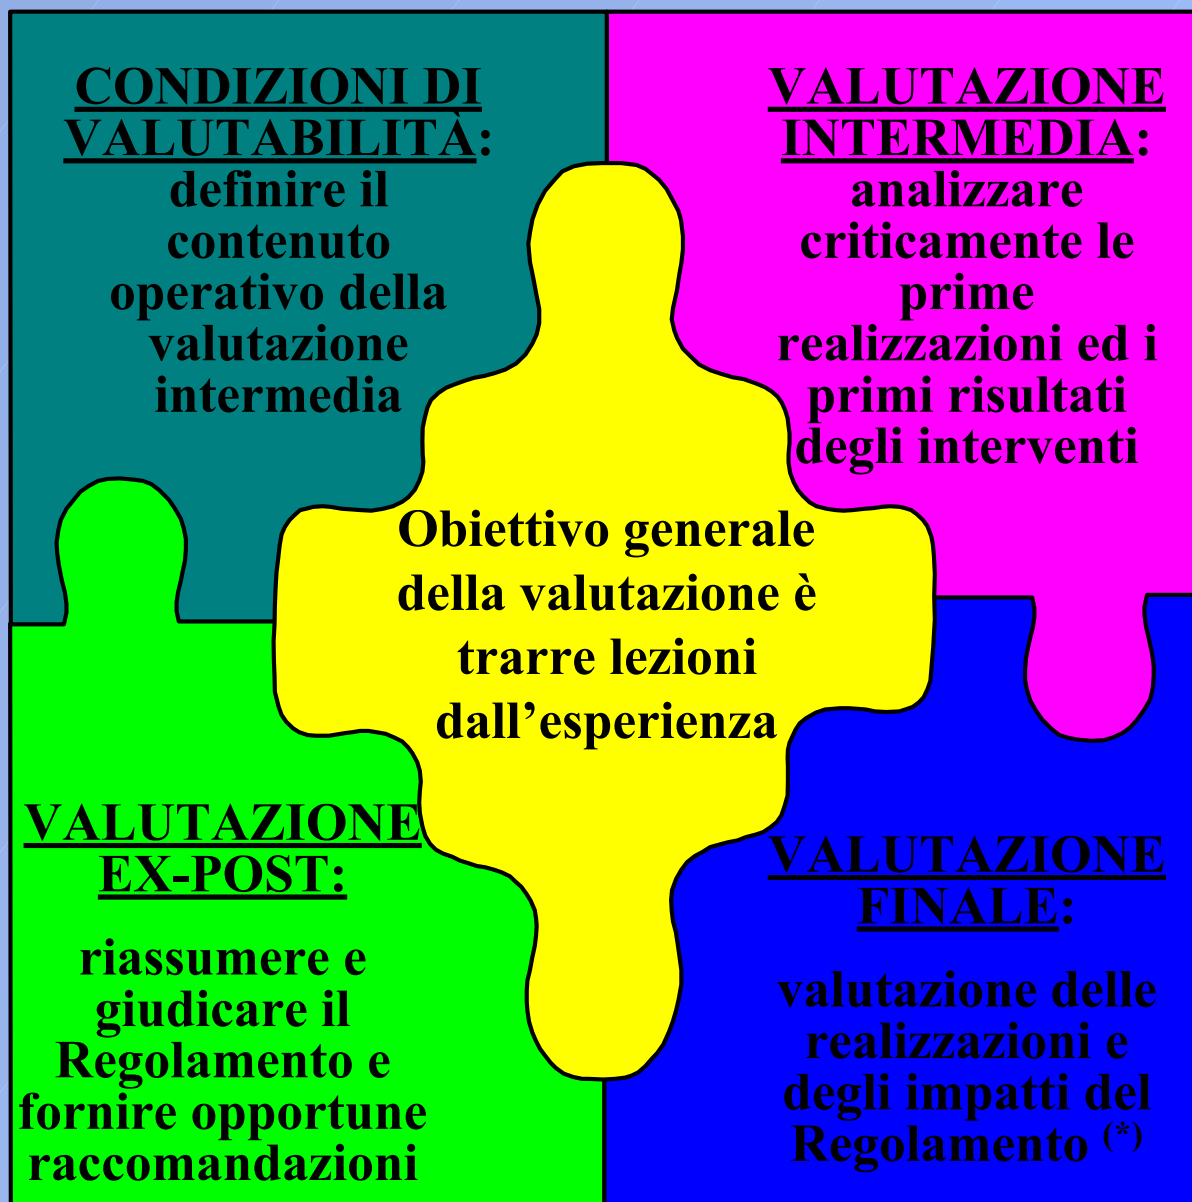 CONDIZIONI DI
VALUTABILITÀ:
definire il
contenuto
operativo della
valutazione
intermedia
VALUTAZIONE
INTERMEDIA:
analizzare
criticamente le
prime
realizzazioni ed i
primi risultati
degli interventi
Obiettivo generale
della valutazione è
trarre lezioni
dall’esperienza
VALUTAZIONE
EX-POST:
riassumere e
giudicare il
Regolamento e
fornire opportune
raccomandazioni
VALUTAZIONE
FINALE:
valutazione delle
realizzazioni e
degli impatti del
Regolamento (*)